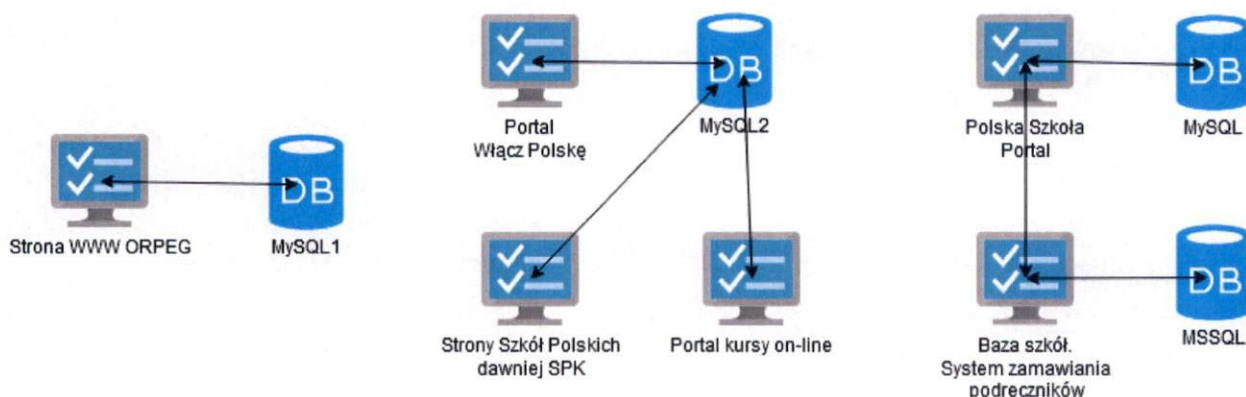 DB
Strona WWW ORPEG
DB
MySQL1
Portal
Włącz Polskę
DB
MySQL2
Strony Szkół Polskich
dawniej SPK
Portal kursy on-line
Polska Szkoła
Portal
DB
MySQL
Baza szkół.
System zamawiania
podręczników
DB
MSSQL